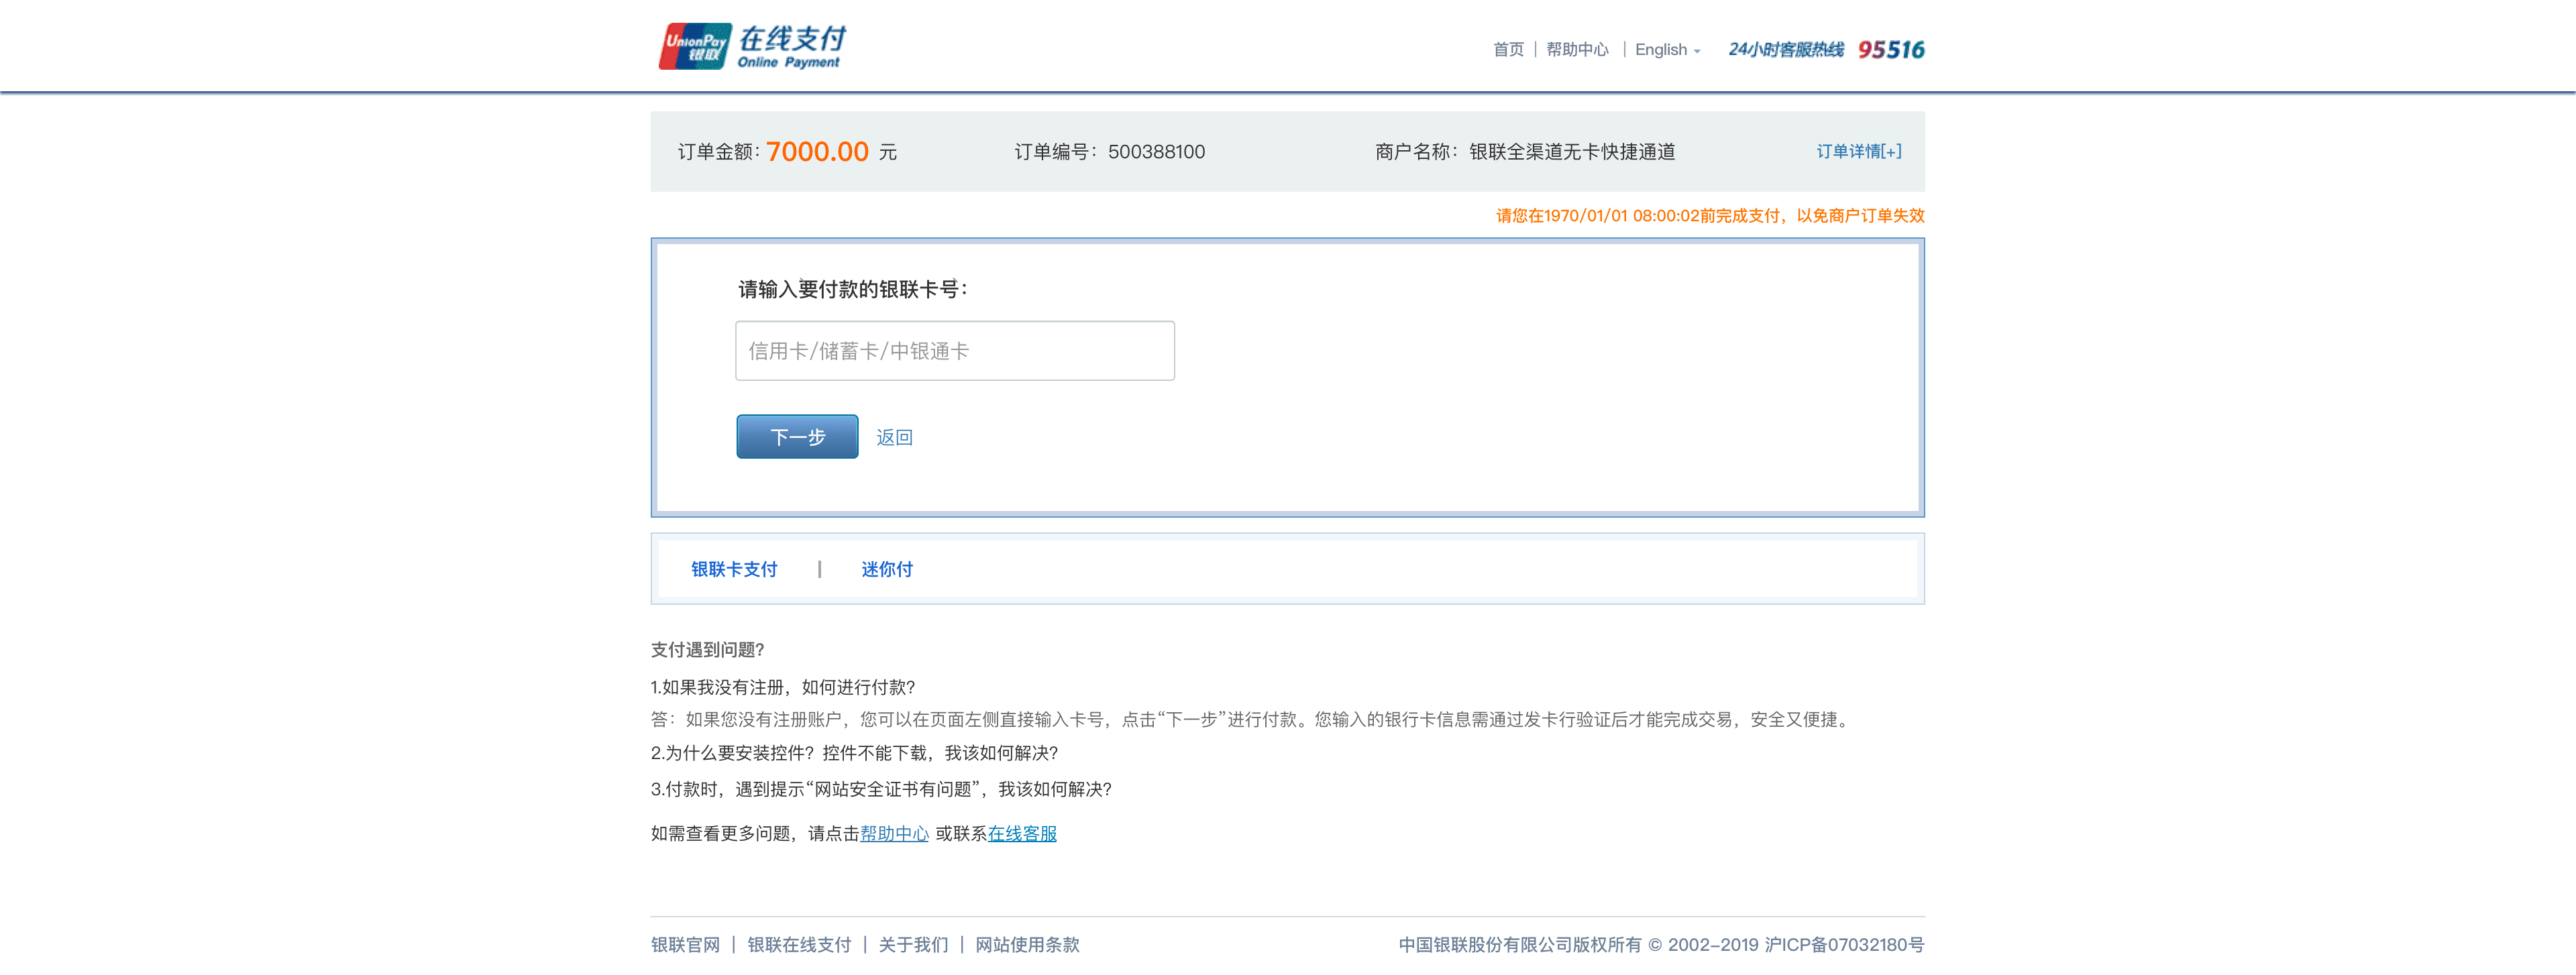 UnionPay 银联 在线支付 Online Payment
首页 | 帮助中心 | English 24小时客服热线 95516
订单金额：7000.00 元 订单编号：500388100 商户名称：银联全渠道无卡快捷通道 订单详情[+]
请您在1970/01/01 08:00:02前完成支付，以免商户订单失效
请输入要付款的银联卡号：
信用卡/储蓄卡/中银通卡
下一步 返回
银联卡支付 | 迷你付
支付遇到问题?
1.如果我没有注册，如何进行付款?
答：如果您没有注册账户，您可以在页面左侧直接输入卡号，点击“下一步”进行付款。您输入的银行卡信息需通过发卡行验证后才能完成交易，安全又便捷。
2.为什么要安装控件？控件不能下载，我该如何解决?
3.付款时，遇到提示“网站安全证书有问题”，我该如何解决?
如需查看更多问题，请点击帮助中心 或联系在线客服
银联官网 | 银联在线支付 | 关于我们 | 网站使用条款 中国银联股份有限公司版权所有 © 2002-2019 沪ICP备07032180号